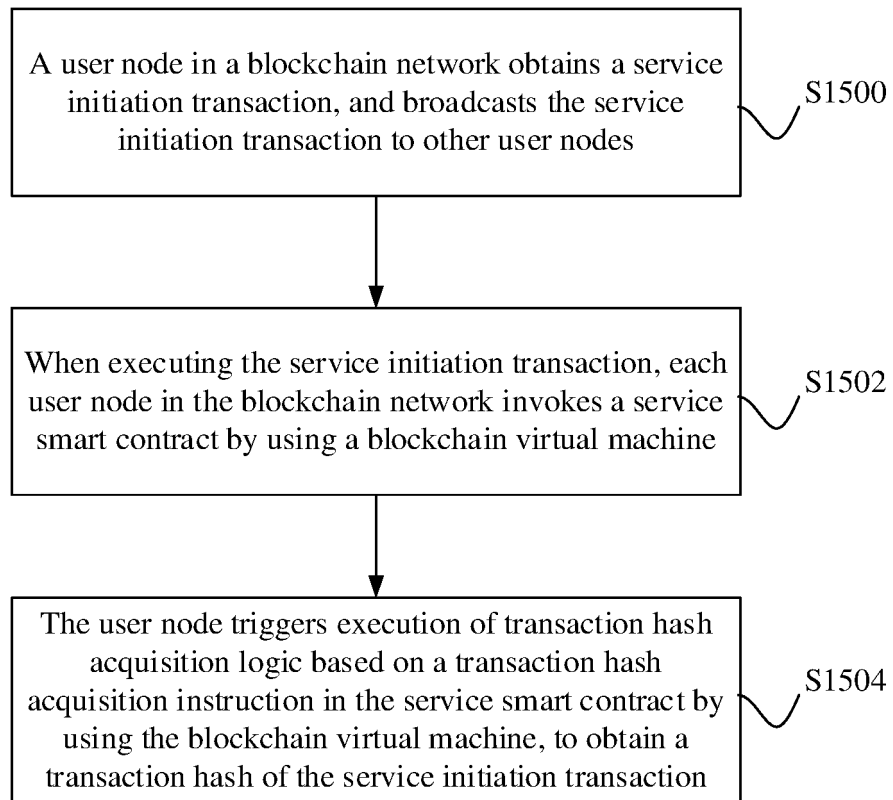 A user node in a blockchain network obtains a service
initiation transaction, and broadcasts the service
initiation transaction to other user nodes
S1500
When executing the service initiation transaction, each
user node in the blockchain network invokes a service
smart contract by using a blockchain virtual machine
S1502
The user node triggers execution of transaction hash
acquisition logic based on a transaction hash
acquisition instruction in the service smart contract by
using the blockchain virtual machine, to obtain a
transaction hash of the service initiation transaction
S1504